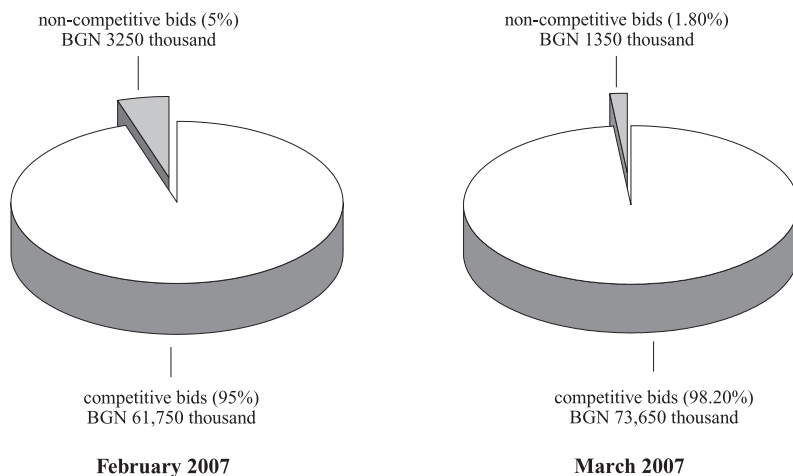 non-competitive bids (5%)
BGN 3250 thousand
competitive bids (95%)
BGN 61,750 thousand
February 2007
non-competitive bids (1.80%)
BGN 1350 thousand
competitive bids (98.20%)
BGN 73,650 thousand
March 2007